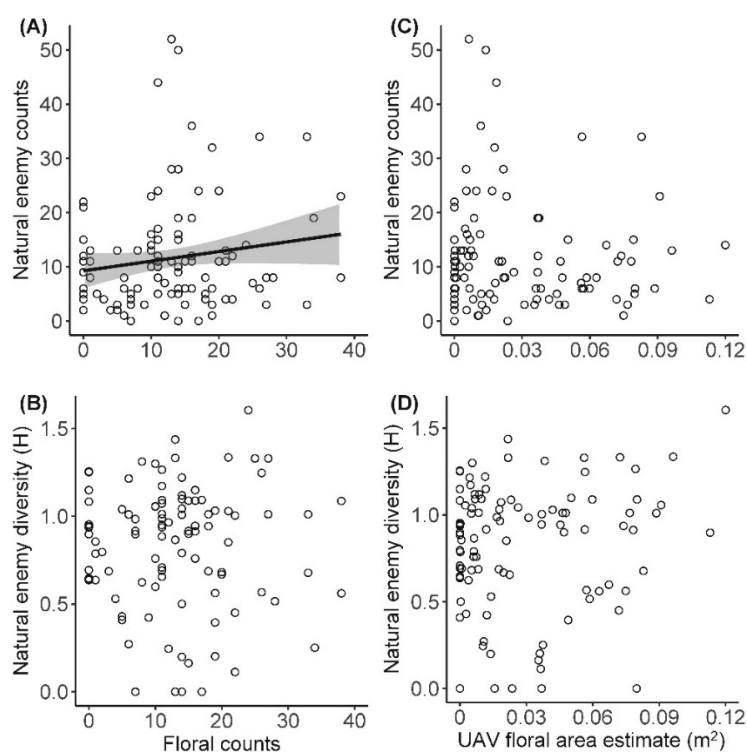 (A)
Natural enemy counts
50
40
30
20
10
0
0 10 20 30 40
(C)
Natural enemy counts
50
40
30
20
10
0
0.00 0.03 0.06 0.09 0.12
(B)
Natural enemy diversity (H)
1.5
1.0
0.5
0.0
0 10 20 30 40
Floral counts
(D)
Natural enemy diversity (H)
1.5
1.0
0.5
0.0
0.00 0.03 0.06 0.09 0.12
UAV floral area estimate (m²)